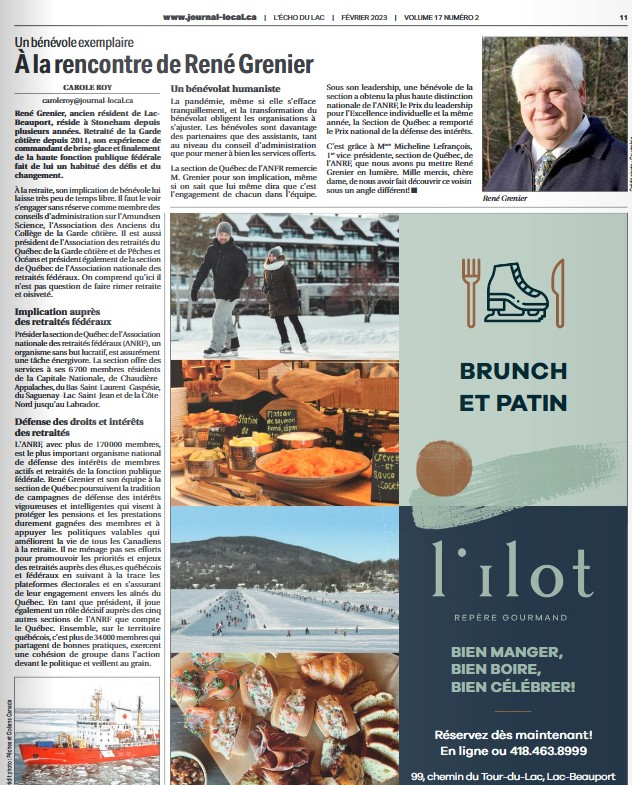 www.journal-local.ca | L'ÉCHO DU LAC | FÉVRIER 2023 | VOLUME 17 NUMÉRO 2
11
Un bénévole exemplaire
À la rencontre de René Grenier
CAROLE ROY
caroleroy@journal-local.ca
René Grenier, ancien résident de Lac-
Beauport, réside à Stoneham depuis
plusieurs années. Retraité de la Garde
côtière depuis 2011, son expérience de
commandant de brise-glace et finalement
de la haute fonction publique fédérale
fait de lui un habitué des défis et du
changement.
À la retraite, son implication de bénévole lui
laisse très peu de temps libre. Il faut le voir
s'engager sans réserve comme membre des
conseils d'administration sur l'Amundsen
Science, l'Association des Anciens du
Collège de la Garde côtière. Il est aussi
président de l'Association des retraités du
Québec de la Garde côtière et de Pêches et
Océans et président également de la section
de Québec de l'Association nationale des
retraités fédéraux. On comprend qu'ici il
n'est pas question de faire rimer retraite
et oisiveté.
Implication auprès
des retraités fédéraux
Présider la section de Québec de l'Association
nationale des retraités fédéraux (ANRF), un
organisme sans but lucratif, est assurément
une tâche énergivore. La section offre des
services à ses 6700 membres résidents
de la Capitale Nationale, de Chaudière-
Appalaches, du Bas Saint Laurent Gaspésie,
du Saguenay Lac Saint Jean et de la Côte
Nord jusqu'au Labrador.
Défense des droits et intérêts
des retraités
L'ANRF, avec plus de 170000 membres,
est le plus important organisme national
de défense des intérêts de membres
actifs et retraités de la fonction publique
fédérale. René Grenier et son équipe à la
section de Québec poursuivent la tradition
de campagnes de défense des intérêts
vigoureuses et intelligentes qui visent à
protéger les pensions et les prestations
durement gagnées des membres et à
appuyer les politiques valables qui
améliorent la vie de tous les Canadiens
à la retraite. Il ne ménage pas ses efforts
pour promouvoir les priorités et enjeux
des retraités auprès des élus.es québécois
et fédéraux en suivant à la trace les
plateformes électorales et en s'assurant
de leur engagement envers les aînés du
Québec. En tant que président, il joue
également un rôle décisif auprès des cinq
autres sections de l'ANRF que compte
le Québec. Ensemble, sur le territoire
québécois, c'est plus de 34000 membres qui
partagent de bonnes pratiques, exercent
une cohésion de groupe dans l'action
devant le politique et veillent au grain.
Un bénévolat humaniste
La pandémie, même si elle s'efface
tranquillement, et la transformation du
bénévolat obligent les organisations à
s'ajuster. Les bénévoles sont davantage
des partenaires que des assistants, tant
au niveau du conseil d'administration
que pour mener à bien les services offerts.
La section de Québec de l'ANFR remercie
M. Grenier pour son implication, même
si on sait que lui même dira que c'est
l'engagement de chacun dans l'équipe.
Sous son leadership, une bénévole de la
section a obtenu la plus haute distinction
nationale de l'ANRF, le Prix du leadership
pour l'Excellence individuelle et la même
année, la Section de Québec a remporté
le Prix national de la défense des intérêts.
C'est grâce à Mme Micheline Lefrançois,
1re vice présidente, section de Québec, de
l'ANRF, que nous avons pu mettre René
Grenier en lumière. Mille mercis, chère
dame, de nous avoir fait découvrir ce voisin
sous un angle différent! ■
René Grenier
BRUNCH
ET PATIN
l'ilot
REPÈRE GOURMAND
BIEN MANGER,
BIEN BOIRE,
BIEN CÉLÉBRER!
Réservez dès maintenant!
En ligne ou 418.463.8999
99, chemin du Tour-du-Lac, Lac-Beauport
Station
de
Plateau
de saumon
fumé
sauce
photo: Pêches et Océans Canada